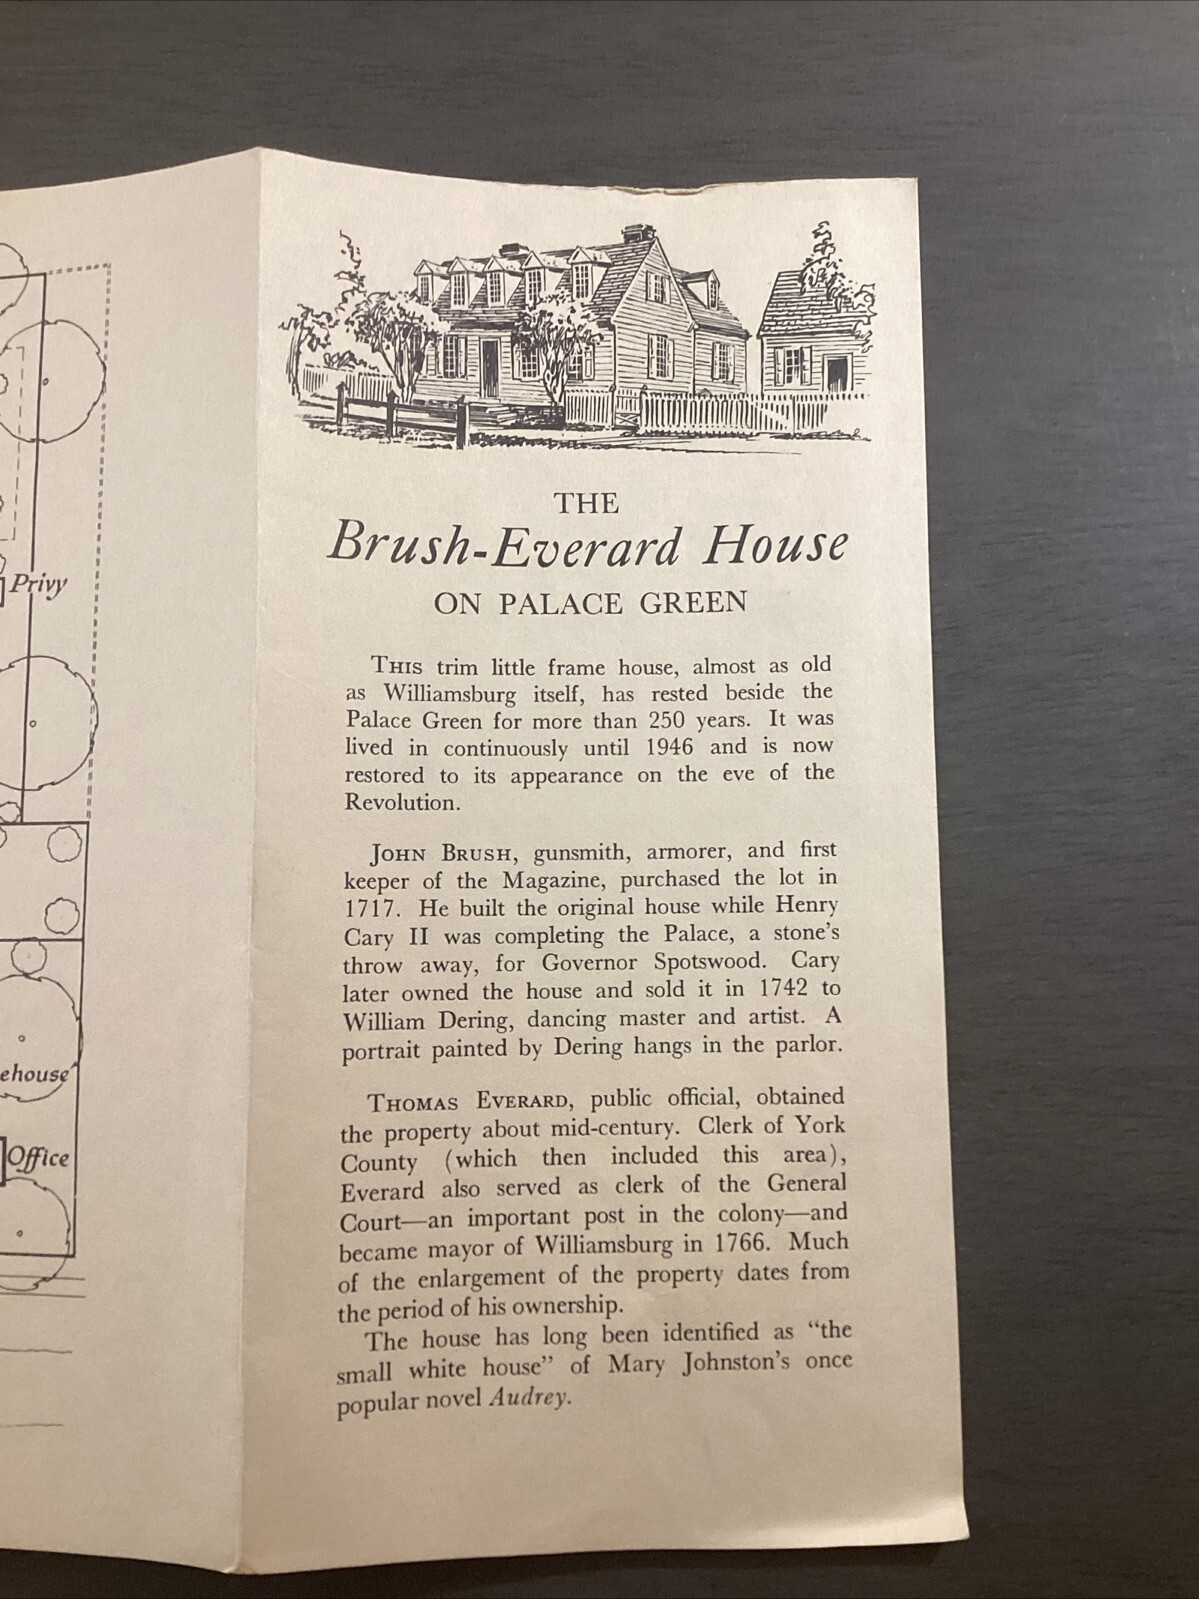 Privy
ehouse
Office
THE
Brush-Everard House
ON PALACE GREEN
THIS trim little frame house, almost as old
as Williamsburg itself, has rested beside the
Palace Green for more than 250 years. It was
lived in continuously until 1946 and is now
restored to its appearance on the eve of the
Revolution.
JOHN BRUSH, gunsmith, armorer, and first
keeper of the Magazine, purchased the lot in
1717. He built the original house while Henry
Cary II was completing the Palace, a stone's
throw away, for Governor Spotswood. Cary
later owned the house and sold it in 1742 to
William Dering, dancing master and artist. A
portrait painted by Dering hangs in the parlor.
THOMAS EVERARD, public official, obtained
the property about mid-century. Clerk of York
County (which then included this area),
Everard also served as clerk of the General
Court—an important post in the colony—and
became mayor of Williamsburg in 1766. Much
of the enlargement of the property dates from
the period of his ownership.
The house has long been identified as “the
small white house” of Mary Johnston's once
popular novel Audrey.